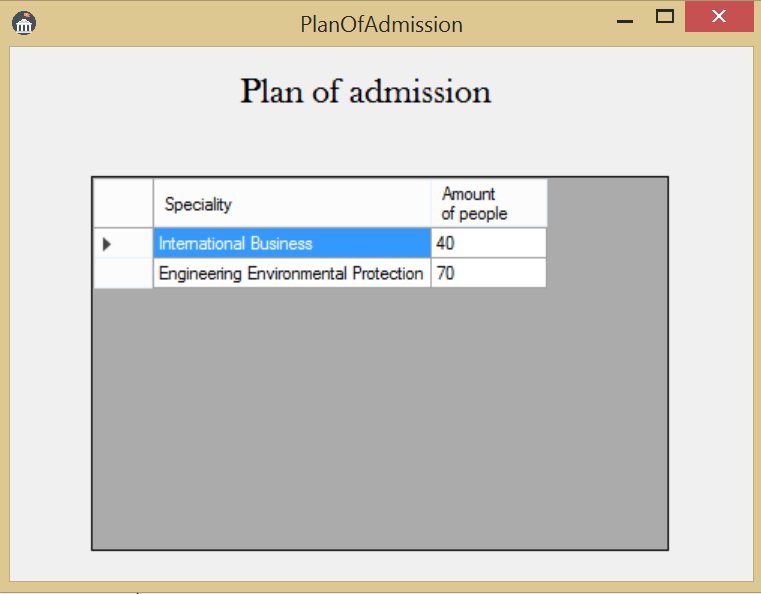 PlanOfAdmission
Plan of admission
Speciality
Amount
of people
International Business 40
Engineering Environmental Protection 70